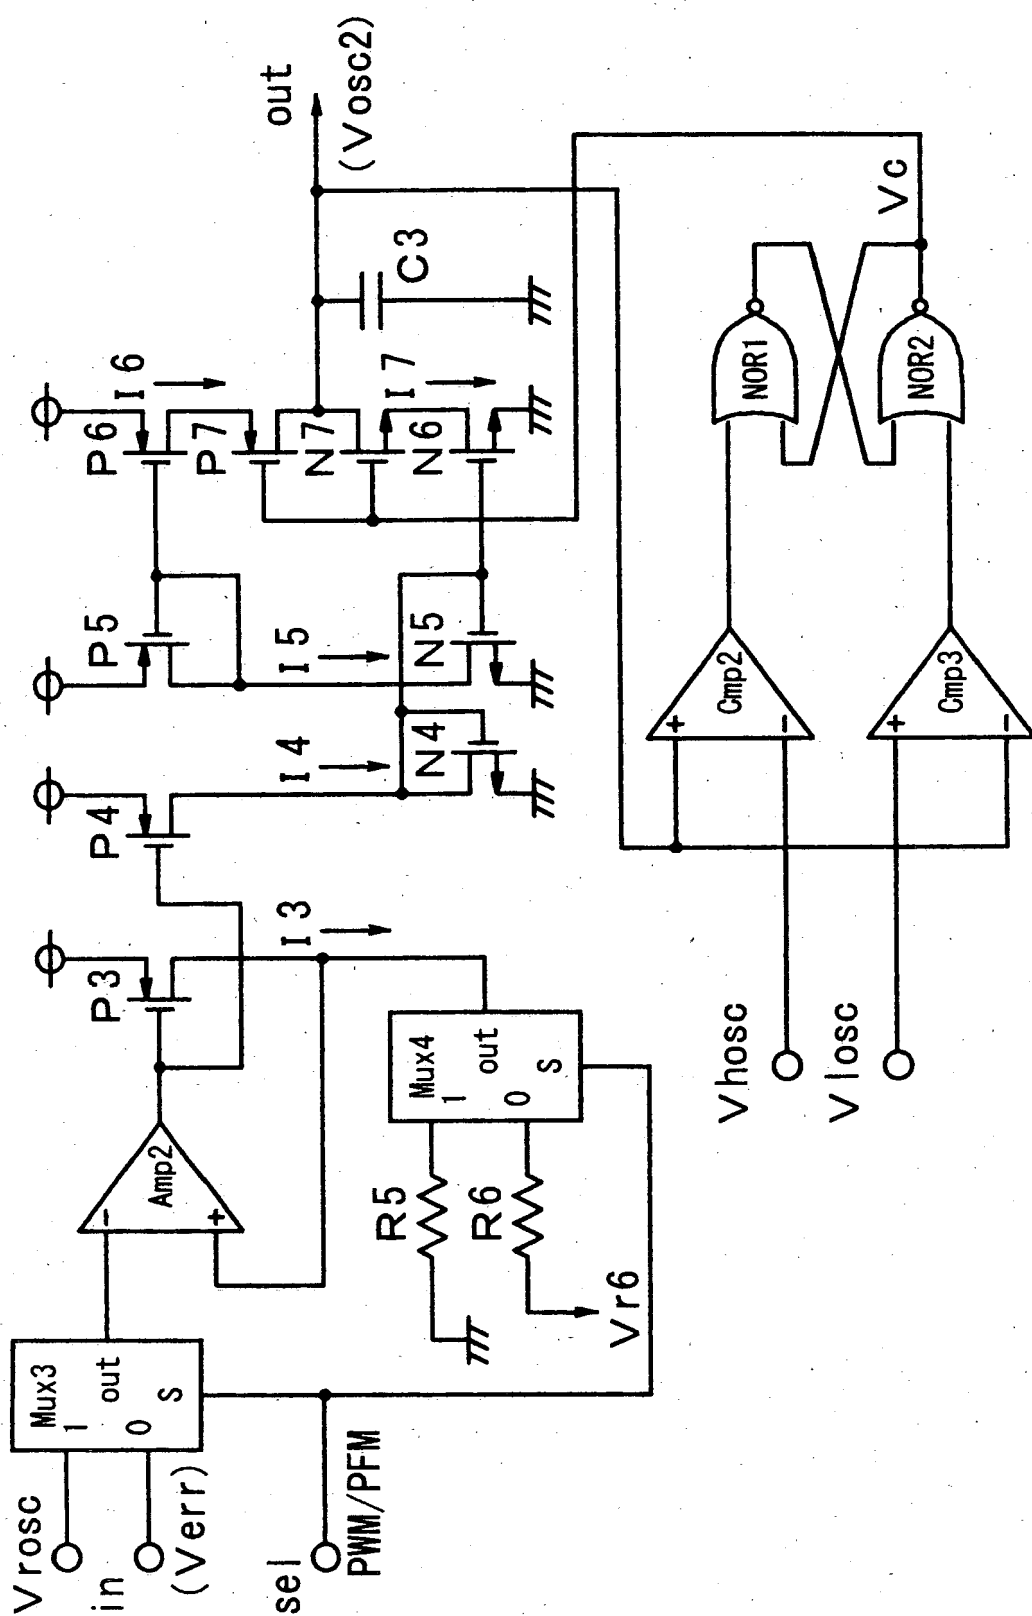 Vrosc
in
(Verr)
sel
PWM/PFM
Mux3
1
0
out
S
Amp2
-
+
P3
I3
Mux4
1
0
out
S
R5
R6
Vr6
P4
I4
N4
P5
I5
N5
P6
I6
P7
N7
I7
N6
C3
out
(Vosc2)
Vhosc
Vlosc
Cmp2
+
-
Cmp3
+
-
NOR1
NOR2
Vc